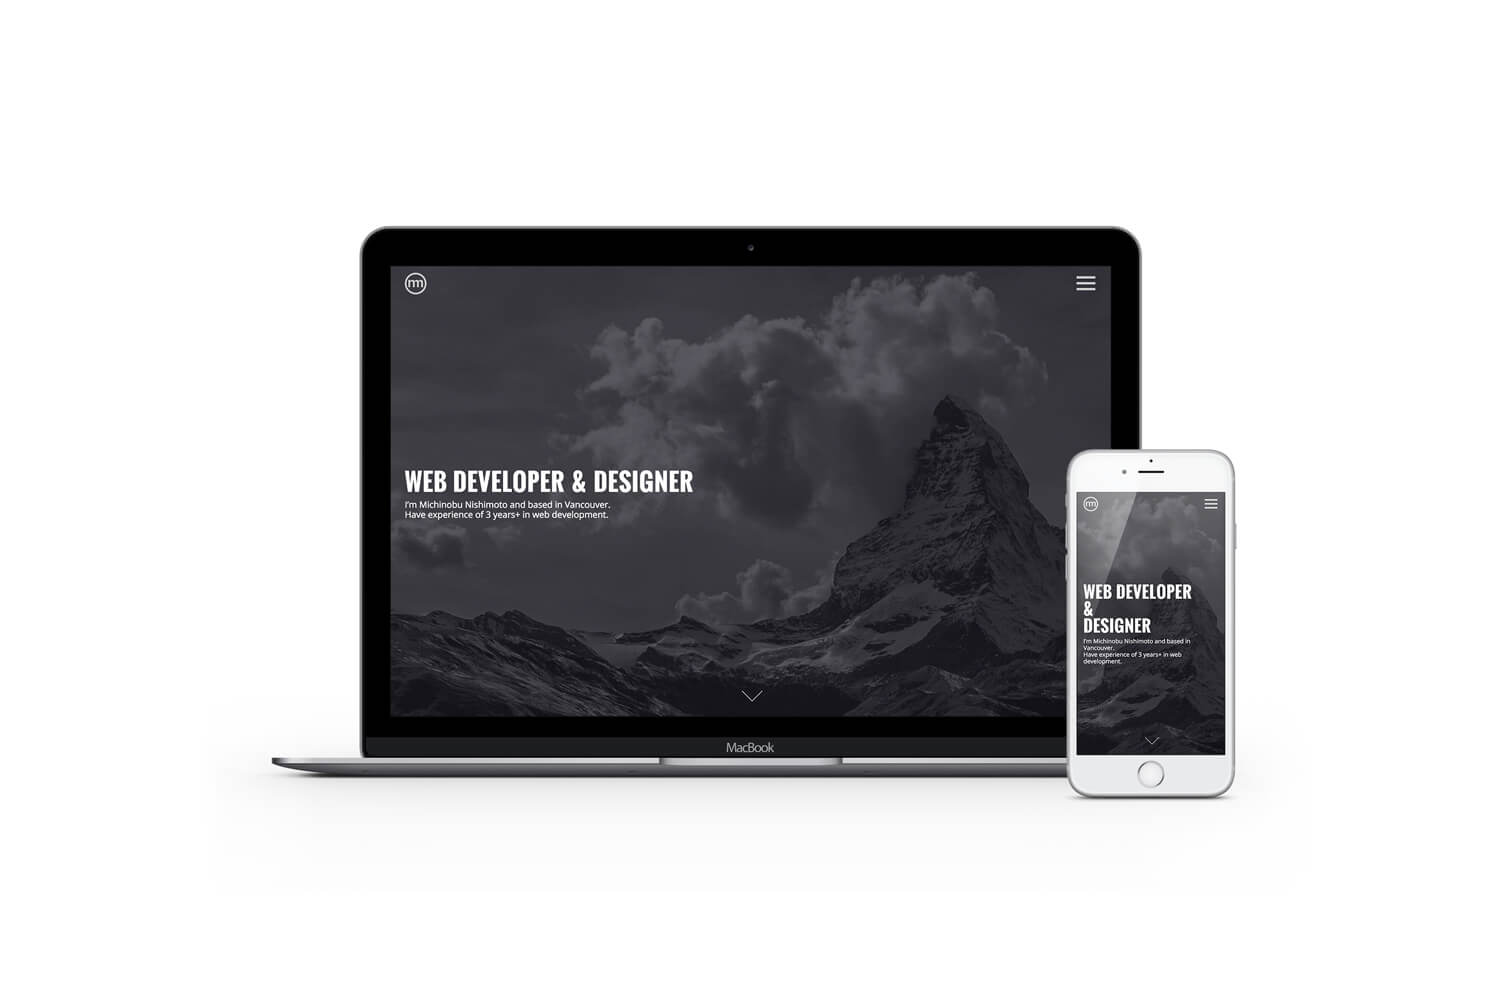 m
WEB DEVELOPER & DESIGNER
I'm Michinobu Nishimoto and based in Vancouver.
Have experience of 3 years+ in web development.
MacBook
m
WEB DEVELOPER
&
DESIGNER
I'm Michinobu Nishimoto and based in
Vancouver.
Have experience of 3 years+ in web
development.